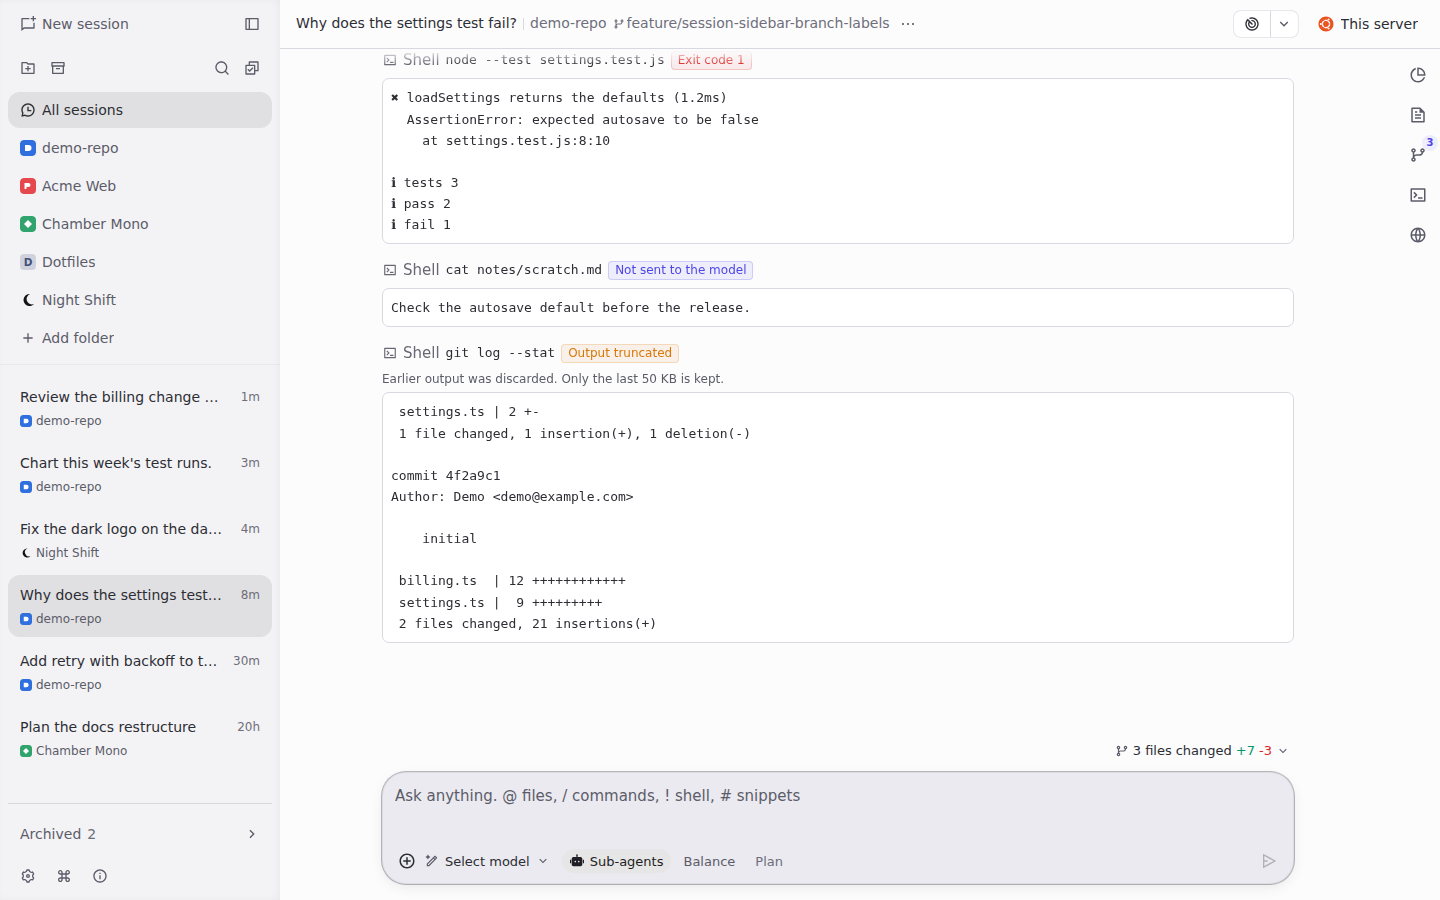 New session
All sessions
demo-repo
Acme Web
Chamber Mono
D Dotfiles
Night Shift
Add folder
Review the billing change ... 1m
demo-repo
Chart this week's test runs. 3m
demo-repo
Fix the dark logo on the da... 4m
Night Shift
Why does the settings test... 8m
demo-repo
Add retry with backoff to t... 30m
demo-repo
Plan the docs restructure 20h
Chamber Mono
Archived 2
Why does the settings test fail? demo-repo feature/session-sidebar-branch-labels ...
This server
Shell node --test settings.test.js Exit code 1
✖ loadSettings returns the defaults (1.2ms)
AssertionError: expected autosave to be false
at settings.test.js:8:10
ℹ tests 3
ℹ pass 2
ℹ fail 1
Shell cat notes/scratch.md Not sent to the model
Check the autosave default before the release.
Shell git log --stat Output truncated
Earlier output was discarded. Only the last 50 KB is kept.
settings.ts | 2 +-
1 file changed, 1 insertion(+), 1 deletion(-)
commit 4f2a9c1
Author: Demo <demo@example.com>
initial
billing.ts  | 12 ++++++++++++
settings.ts |  9 +++++++++
2 files changed, 21 insertions(+)
3 files changed +7 -3
Ask anything. @ files, / commands, ! shell, # snippets
Select model Sub-agents Balance Plan
3